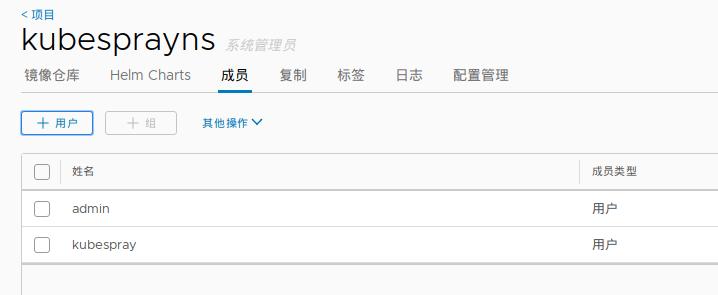 < 项目
kubesprayns 系统管理员
镜像仓库 Helm Charts 成员 复制 标签 日志 配置管理
+ 用户 + 组 其他操作
姓名 成员类型
admin 用户
kubespray 用户